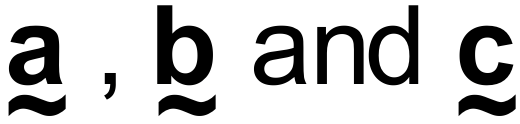 a̰ , b̰ and c̰